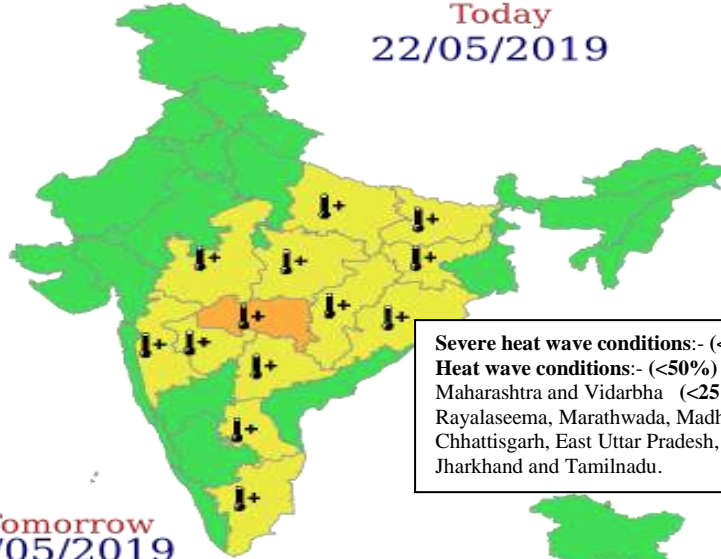 Today
22/05/2019
Severe heat wave conditions:- (<
Heat wave conditions:- (<50%)
Maharashtra and Vidarbha (<25
Rayalaseema, Marathwada, Madh
Chhattisgarh, East Uttar Pradesh,
Jharkhand and Tamilnadu.
omorrow
/05/2019